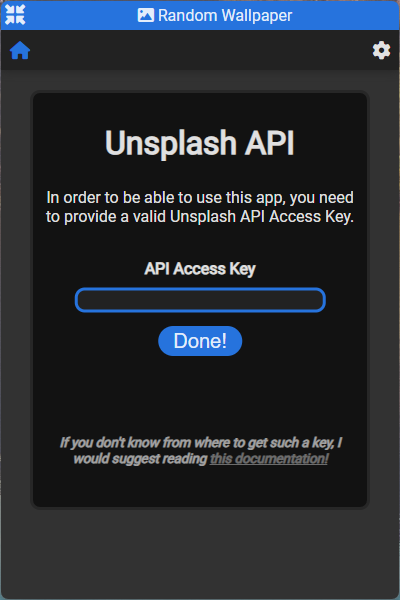 Random Wallpaper
Unsplash API
In order to be able to use this app, you need
to provide a valid Unsplash API Access Key.
API Access Key
Done!
If you don't know from where to get such a key, I
would suggest reading this documentation!